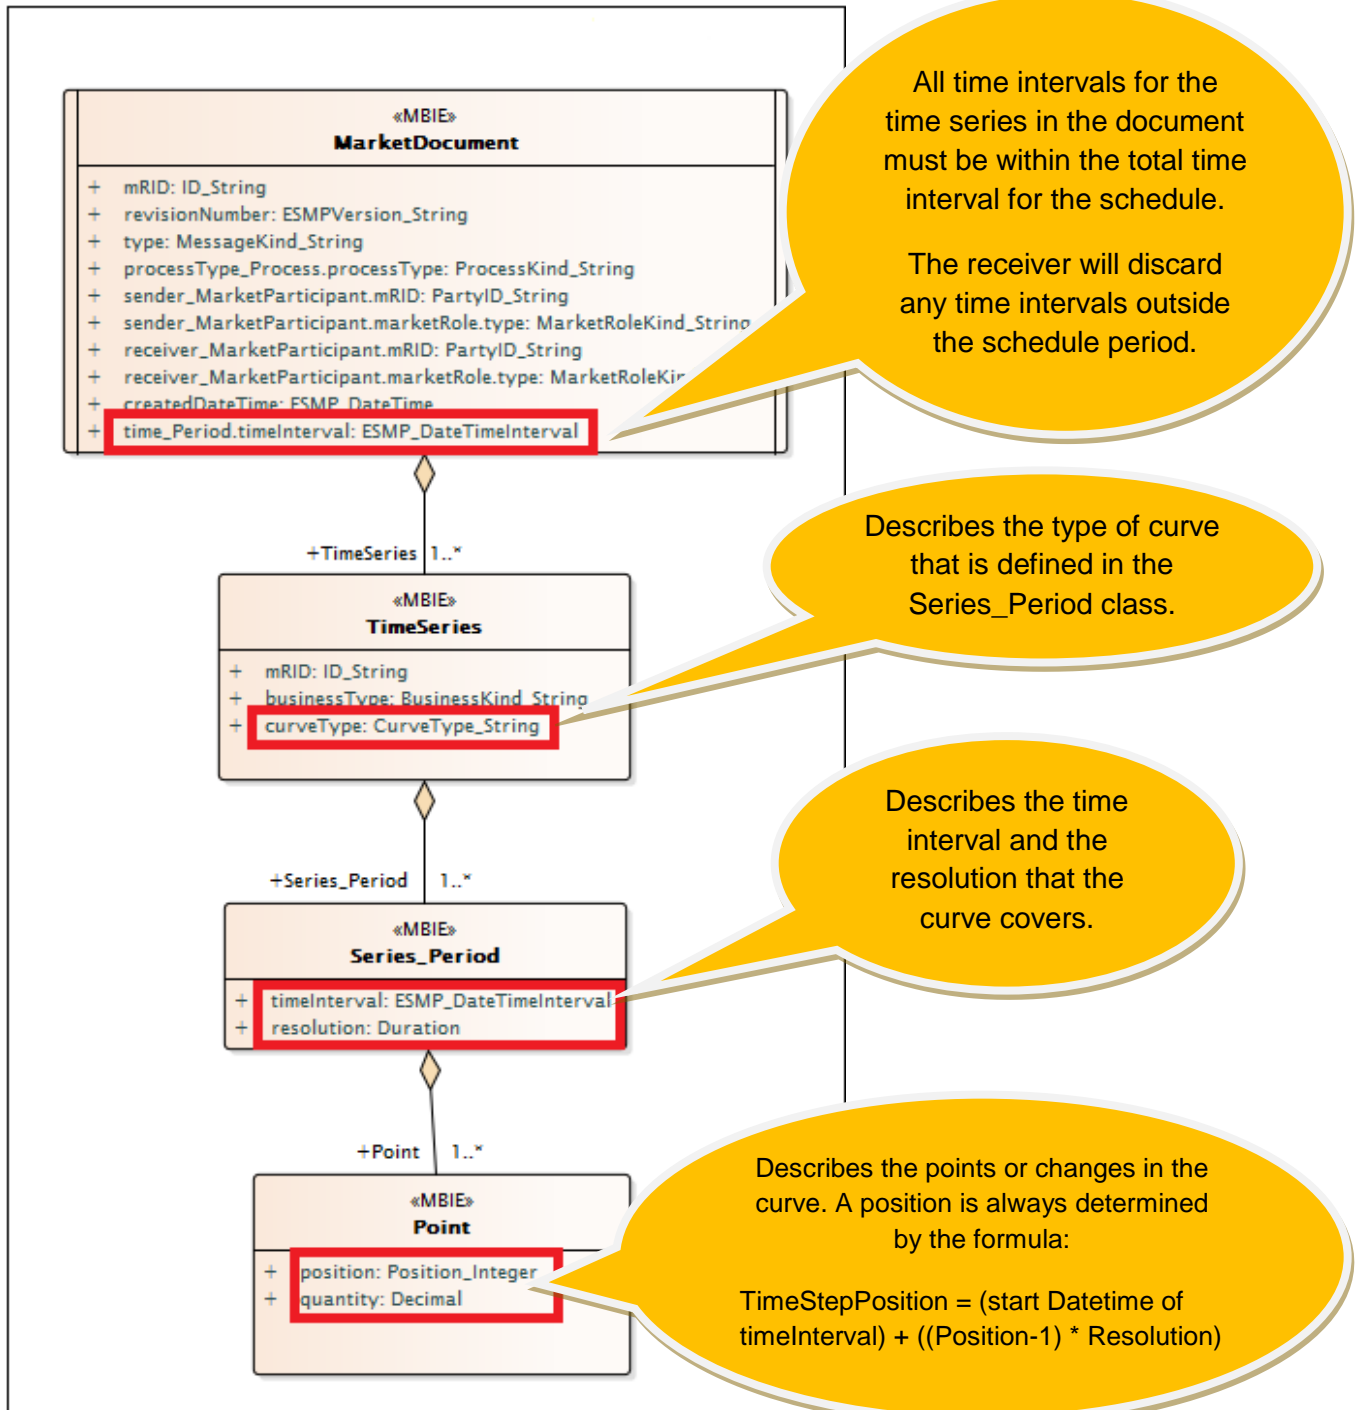 «MBIE»
MarketDocument
+ mRID: ID_String
+ revisionNumber: ESMPVersion_String
+ type: MessageKind_String
+ processType_Process.processType: ProcessKind_String
+ sender_MarketParticipant.mRID: PartyID_String
+ sender_MarketParticipant.marketRole.type: MarketRoleKind_String
+ receiver_MarketParticipant.mRID: PartyID_String
+ receiver_MarketParticipant.marketRole.type:
+ createdDateTime: ESMP_DateTime
+ time_Period.timeInterval: ESMP_DateTimeInterval
All time intervals for the
time series in the document
must be within the total time
interval for the schedule.
The receiver will discard
any time intervals outside
the schedule period.
+TimeSeries 1..*
«MBIE»
TimeSeries
+ mRID: ID_String
+ businessType: BusinessKind_String
+ curveType: CurveType_String
Describes the type of curve
that is defined in the
Series_Period class.
+Series_Period 1..*
«MBIE»
Series_Period
+ timeInterval: ESMP_DateTimeInterval
+ resolution: Duration
Describes the time
interval and the
resolution that the
curve covers.
+Point 1..*
«MBIE»
Point
+ position: Position_Integer
+ quantity: Decimal
Describes the points or changes in the
curve. A position is always determined
by the formula:
TimeStepPosition = (start Datetime of
timeInterval) + ((Position-1) * Resolution)